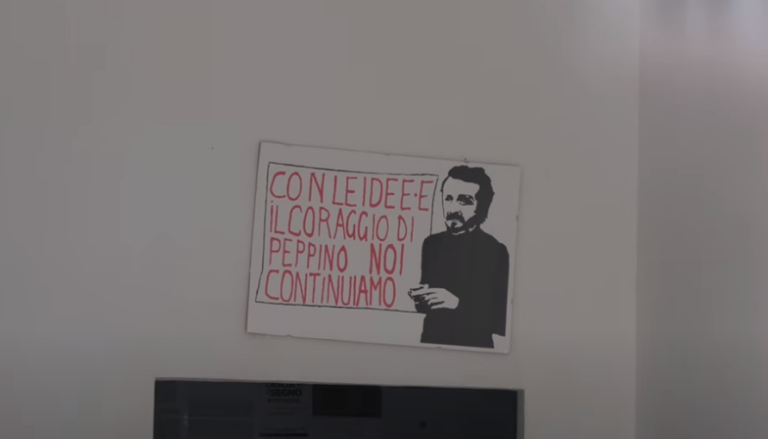 CON LE IDEE E
IL CORAGGIO DI
PEPPINO NOI
CONTINUIAMO